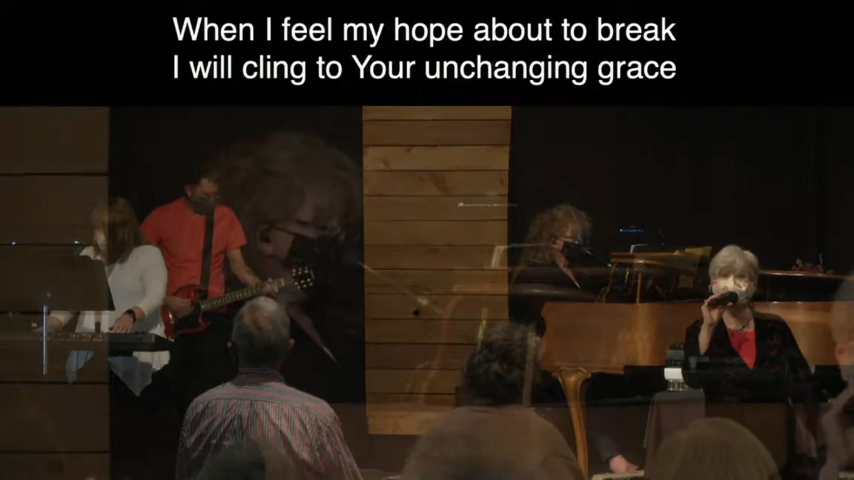 When I feel my hope about to break
I will cling to Your unchanging grace